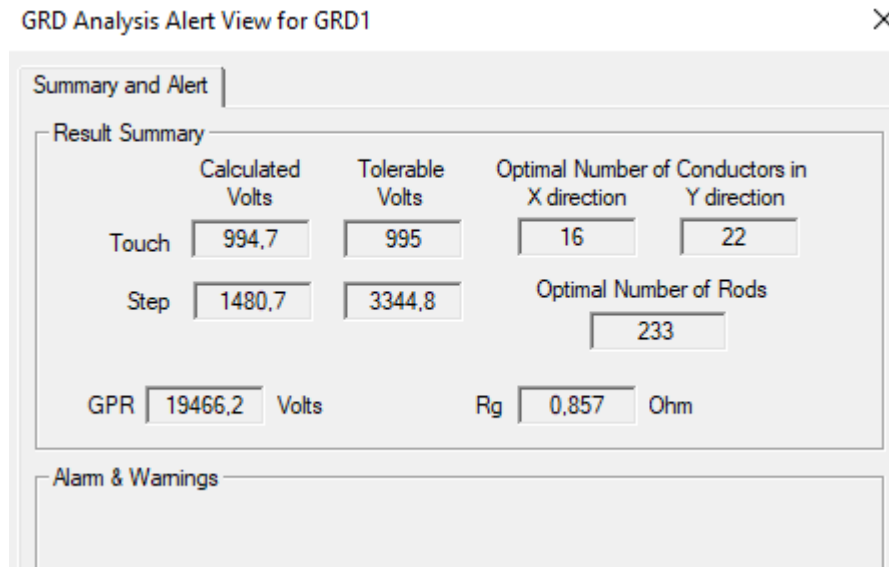 GRD Analysis Alert View for GRD1
Summary and Alert
Result Summary
Calculated Volts
Tolerable Volts
Optimal Number of Conductors in
X direction Y direction
Touch 994,7 995 16 22
Step 1480,7 3344,8
Optimal Number of Rods
233
GPR 19466,2 Volts Rg 0,857 Ohm
Alarm & Warnings